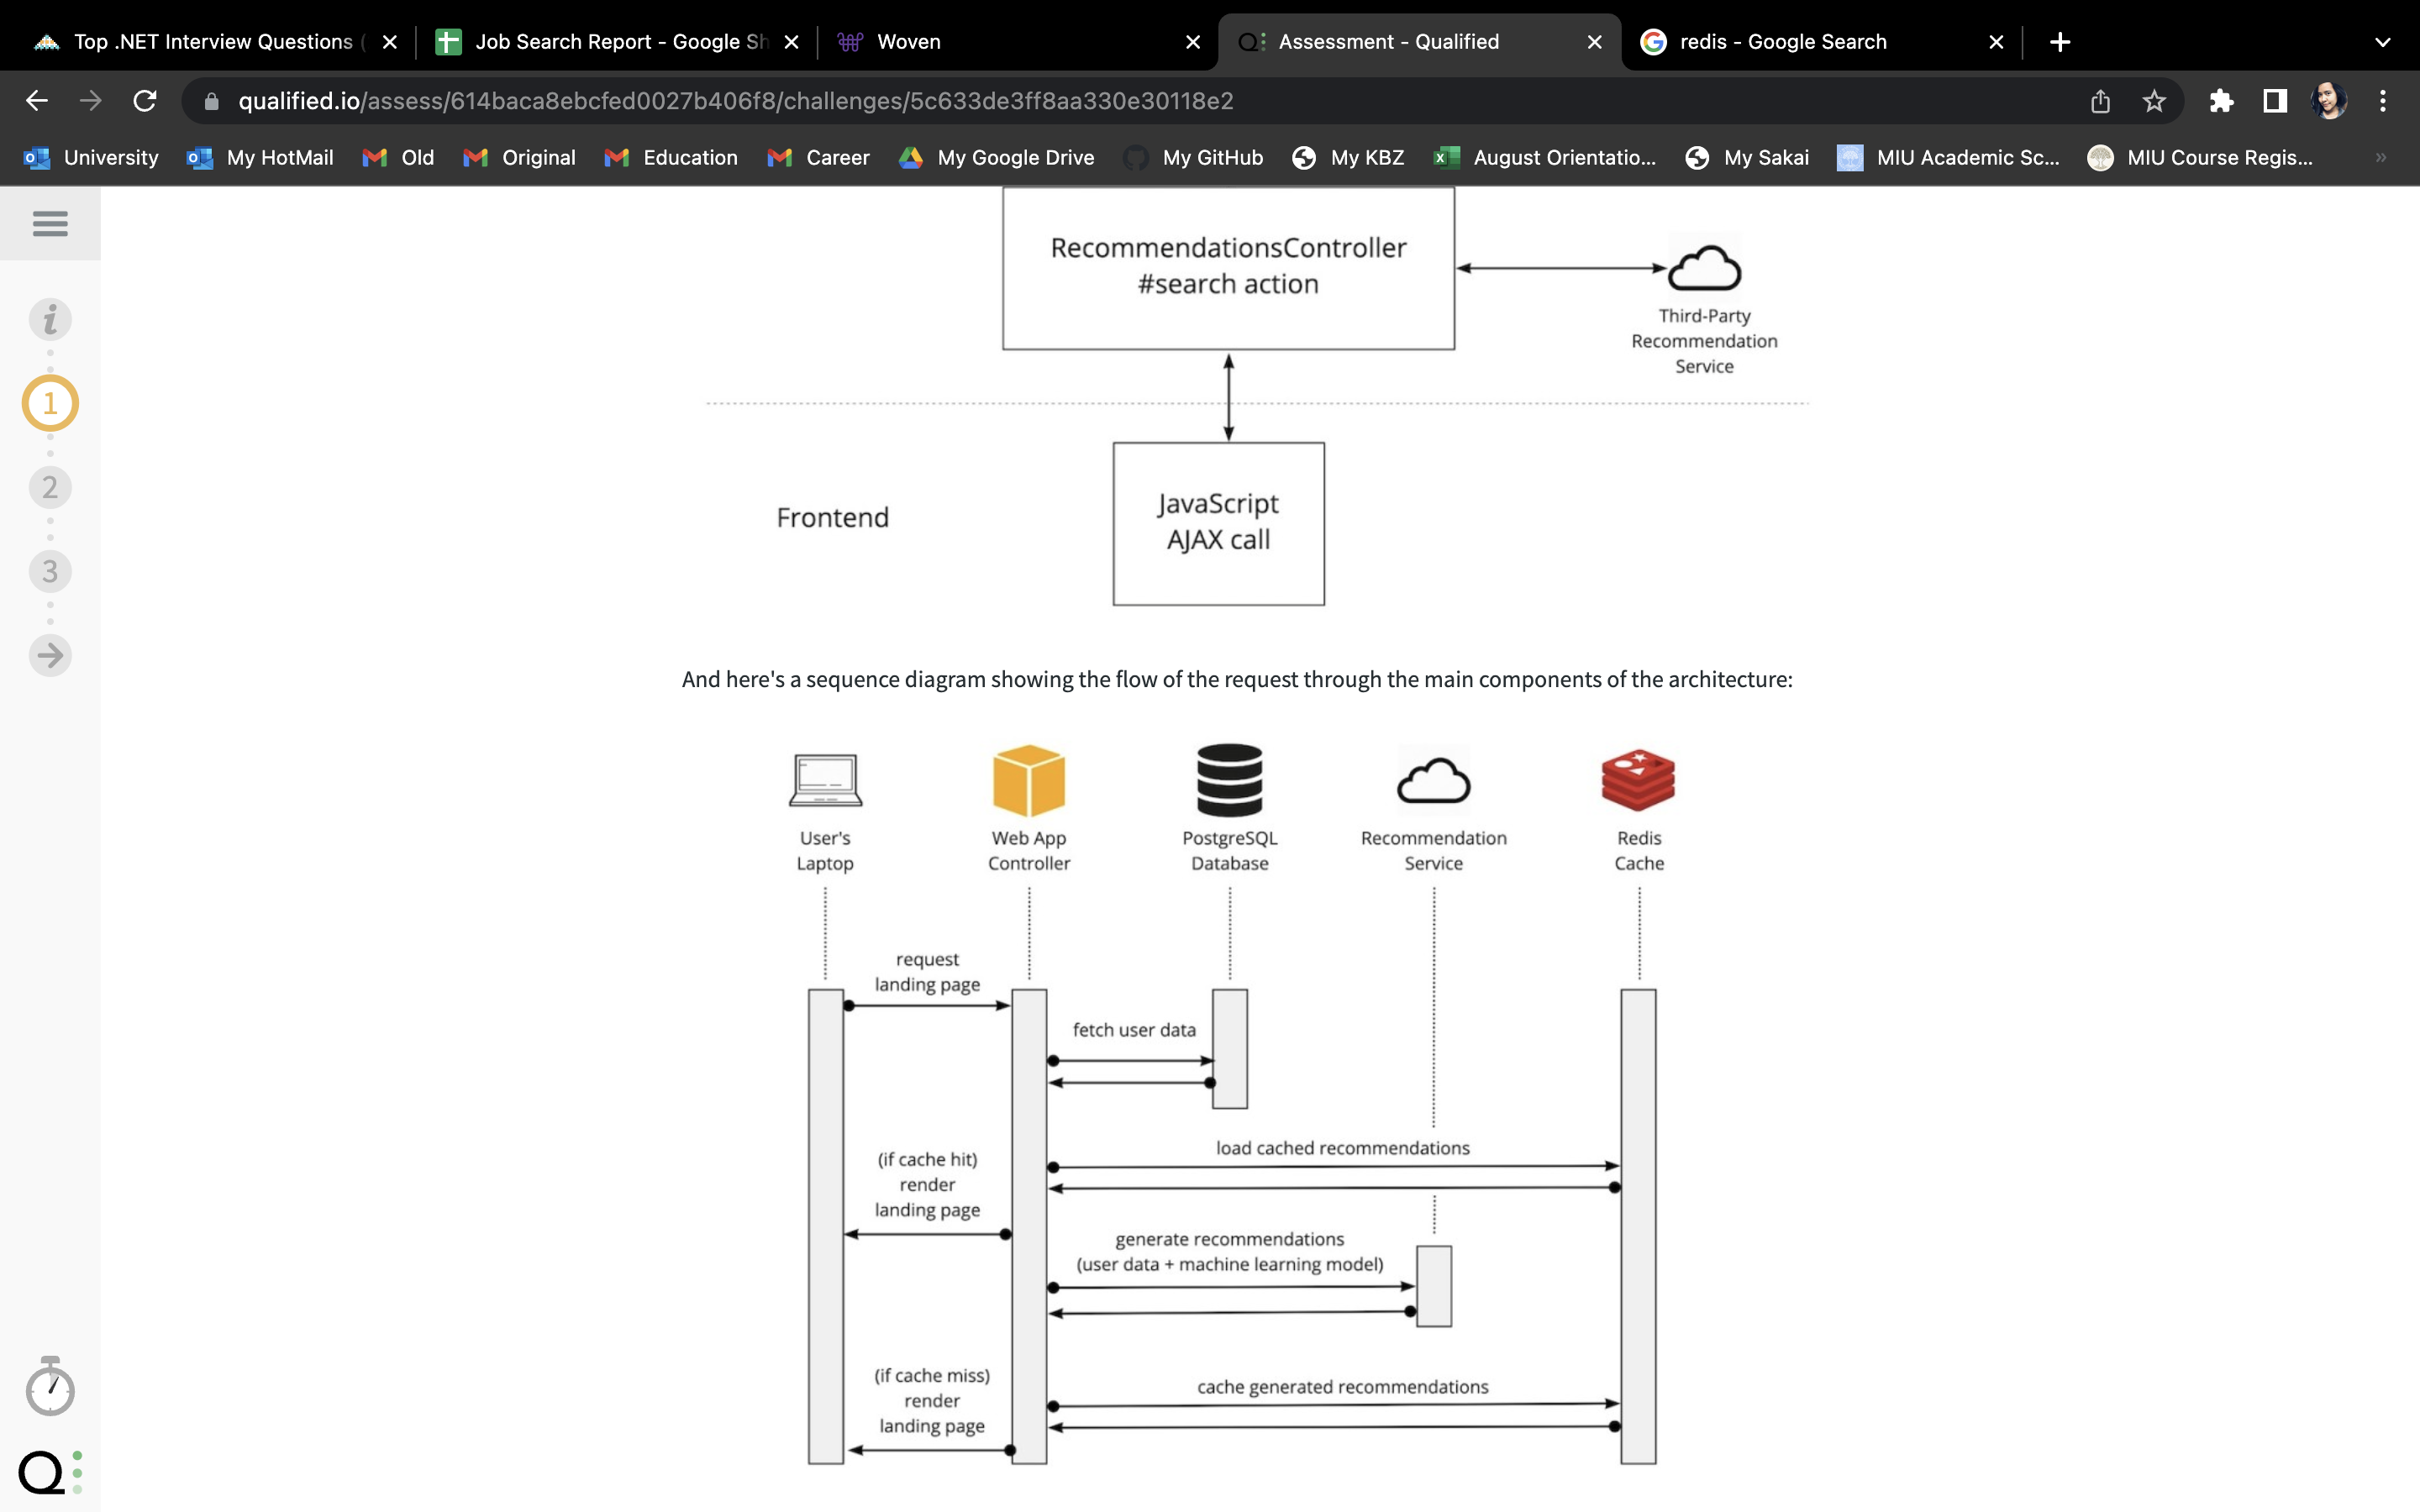 Top .NET Interview Questions (
Job Search Report - Google Sh
Woven
Assessment - Qualified
redis - Google Search
qualified.io/assess/614baca8ebcfed0027b406f8/challenges/5c633de3ff8aa330e30118e2
University
My HotMail
Old
Original
Education
Career
My Google Drive
My GitHub
My KBZ
August Orientatio...
My Sakai
MIU Academic Sc...
MIU Course Regis...
»
i
1
2
3
RecommendationsController
#search action
Third-Party
Recommendation
Service
Frontend
JavaScript
AJAX call
And here's a sequence diagram showing the flow of the request through the main components of the architecture:
User's
Laptop
Web App
Controller
PostgreSQL
Database
Recommendation
Service
Redis
Cache
request
landing page
fetch user data
load cached recommendations
(if cache hit)
render
landing page
generate recommendations
(user data + machine learning model)
(if cache miss)
render
landing page
cache generated recommendations
Q